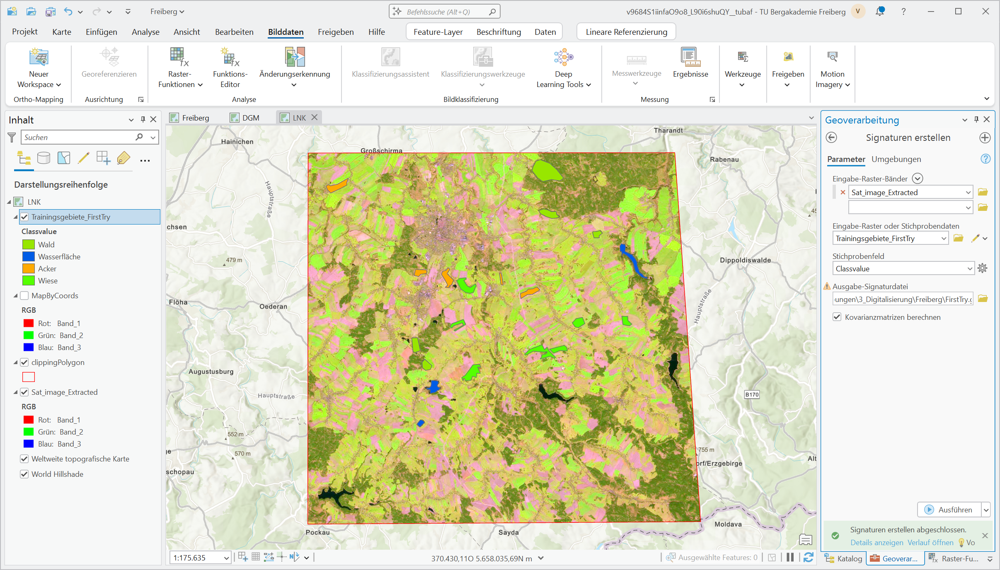 Freiberg
Befehlssuche (Alt+Q)
v9684S1iinfaO9o8_L90i6shuQY__tubaf - TU Bergakademie Freiberg
V
?
Projekt
Karte
Einfügen
Analyse
Ansicht
Bearbeiten
Bilddaten
Freigeben
Hilfe
Feature-Layer
Beschriftung
Daten
Lineare Referenzierung
Neuer
Workspace
Ortho-Mapping
Georeferenzieren
Ausrichtung
Raster-
Funktionen
Funktions-
Editor
Änderungserkennung
Analyse
Klassifizierungsassistent
Klassifizierungswerkzeuge
Deep
Learning Tools
Bildklassifizierung
Messwerkzeuge
Ergebnisse
Messung
Werkzeuge
Freigeben
Motion
Imagery
Inhalt
Suchen
Darstellungsreihenfolge
LNK
Trainingsgebiete_FirstTry
Classvalue
Wald
Wasserfläche
Acker
Wiese
MapByCoords
RGB
Rot: Band_1
Grün: Band_2
Blau: Band_3
clippingPolygon
Sat_image_Extracted
RGB
Rot: Band_1
Grün: Band_2
Blau: Band_3
Weltweite topografische Karte
World Hillshade
Freiberg
DGM
LNK
Tharandt
Hainichen
Großschirma
Rabenau
Hauptstraße
chsen
479 m
Dippoldiswalde
Flöha
Oederan
Hauptstraße
Augustusburg
Hauptstraße
B170
552 m
570 m
755 m
schopau
orf/Erzgebirge
Alt
Pockau
Sayda
Moldava
1:175.635
370.430,11O 5.658.035,69N m
Ausgewählte Features: 0
Geoverarbeitung
Signaturen erstellen
Parameter
Umgebungen
?
Eingabe-Raster-Bänder
Sat_image_Extracted
Eingabe-Raster oder Stichprobendaten
Trainingsgebiete_FirstTry
Stichprobenfeld
Classvalue
Ausgabe-Signaturdatei
ungen\3_Digitalisierung\Freiberg\FirstTry.g
Kovarianzmatrizen berechnen
Ausführen
Signaturen erstellen abgeschlossen.
Details anzeigen Verlauf öffnen Vo
Katalog
Geoverar...
Raster-Fu...